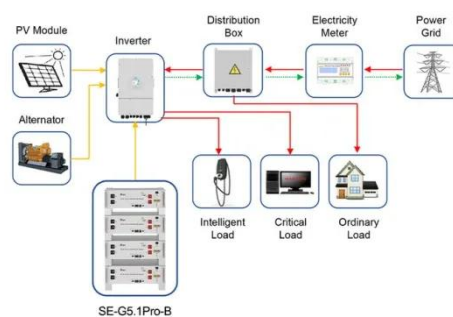 PV Module
Inverter
Distribution
Box
Electricity
Meter
Power
Grid
Alternator
Intelligent
Load
Critical
Load
Ordinary
Load
SE-G5.1Pro-B